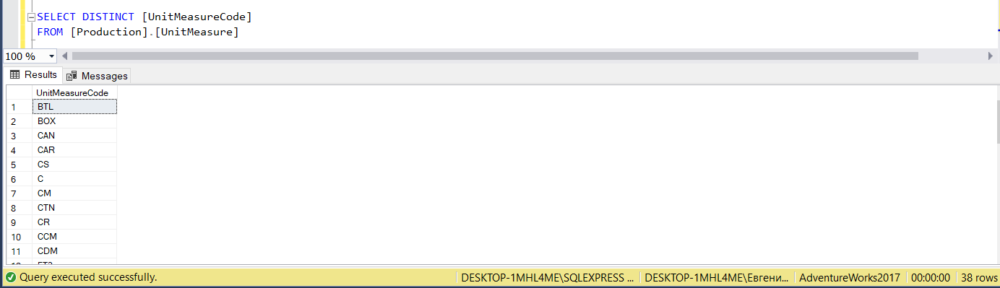 SELECT DISTINCT [UnitMeasureCode]
FROM [Production].[UnitMeasure]
100 %
Results Messages
UnitMeasureCode
1 BTL
2 BOX
3 CAN
4 CAR
5 CS
6 C
7 CM
8 CTN
9 CR
10 CCM
11 CDM
Query executed successfully. DESKTOP-1MHL4ME\SQLEXPRESS ... DESKTOP-1MHL4ME\Евгени... AdventureWorks2017 00:00:00 38 rows